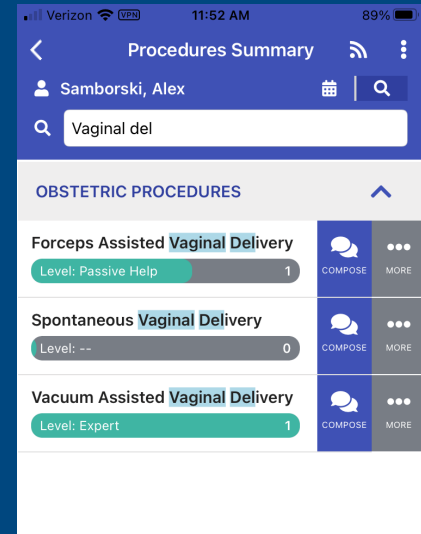 Verizon VPN 11:52 AM 89%
Procedures Summary
Samborski, Alex
Vaginal del
OBSTETRIC PROCEDURES
Forceps Assisted Vaginal Delivery
Level: Passive Help 1
COMPOSE MORE
Spontaneous Vaginal Delivery
Level: -- 0
COMPOSE MORE
Vacuum Assisted Vaginal Delivery
Level: Expert 1
COMPOSE MORE